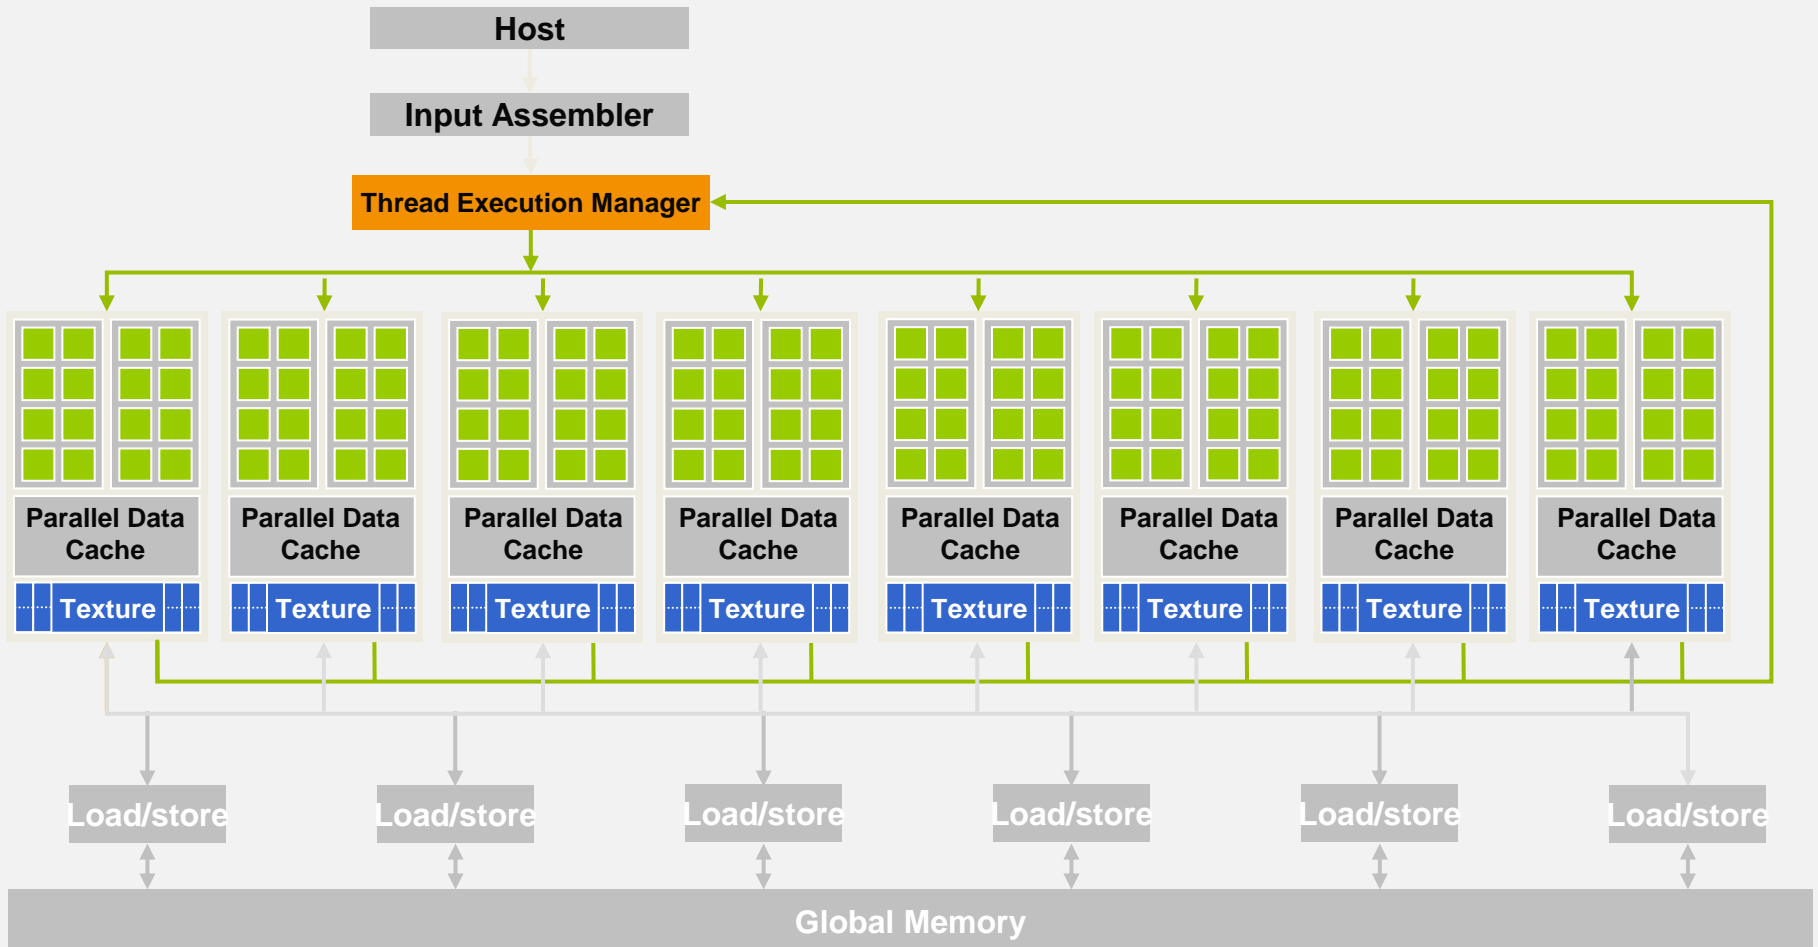 Host
Input Assembler
Thread Execution Manager
Parallel Data
Cache
Texture
Parallel Data
Cache
Texture
Parallel Data
Cache
Texture
Parallel Data
Cache
Texture
Parallel Data
Cache
Texture
Parallel Data
Cache
Texture
Parallel Data
Cache
Texture
Parallel Data
Cache
Texture
Load/store
Load/store
Load/store
Load/store
Load/store
Load/store
Global Memory